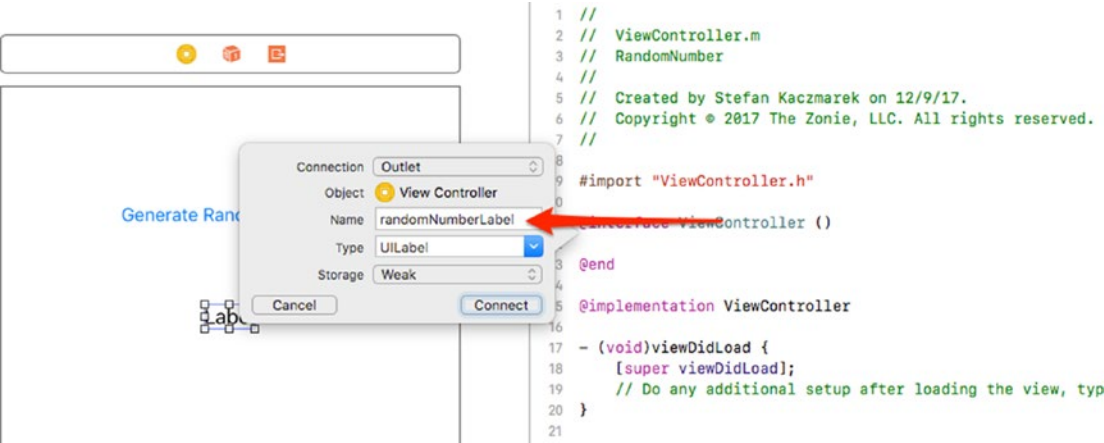 Connection Outlet
Object View Controller
Name randomNumberLabel
Type UILabel
Storage Weak
Cancel Connect
Generate Ran
Labe
1 //
2 // ViewController.m
3 // RandomNumber
4 //
5 // Created by Stefan Kaczmarek on 12/9/17.
6 // Copyright © 2017 The Zonie, LLC. All rights reserved.
7 //
8
9 #import "ViewController.h"
0
@interface ViewController ()
3 @end
4
5 @implementation ViewController
16
17 - (void)viewDidLoad {
18 [super viewDidLoad];
19 // Do any additional setup after loading the view, typ
20 }
21